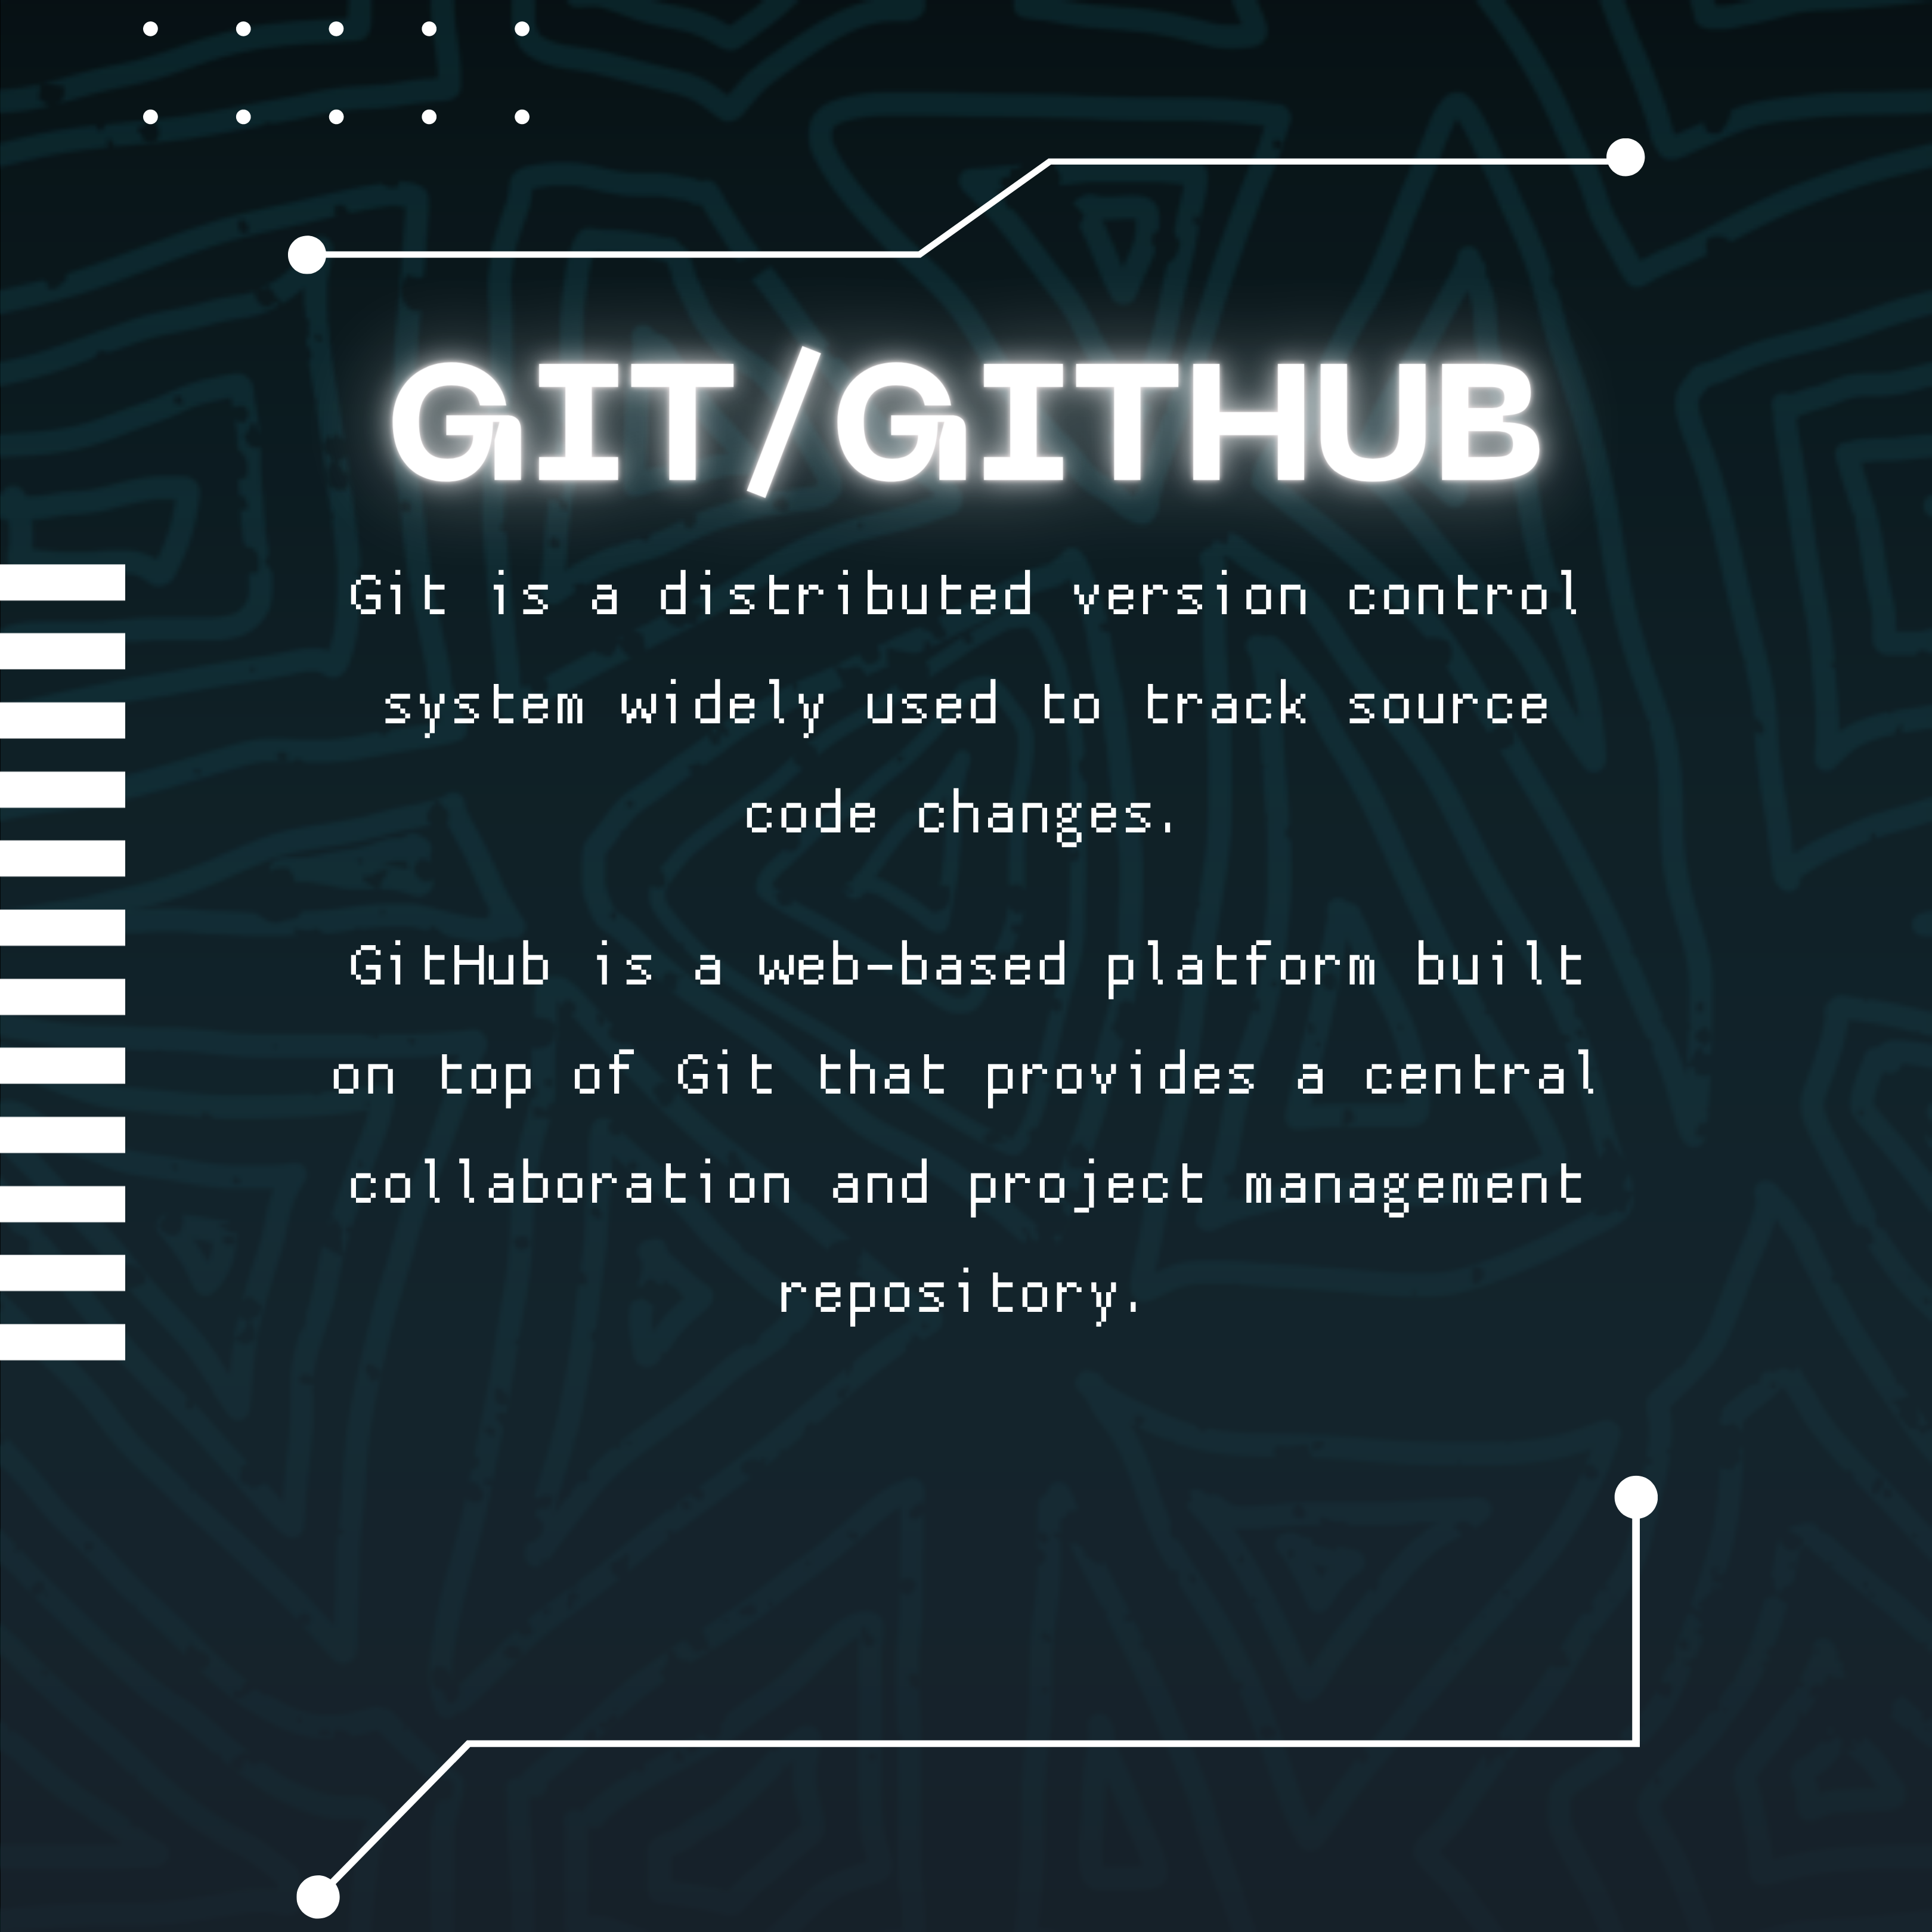 GIT/GITHUB
Git is a distributed version control
system widely used to track source
code changes.
GitHub is a web-based platform built
on top of Git that provides a central
collaboration and project management
repository.